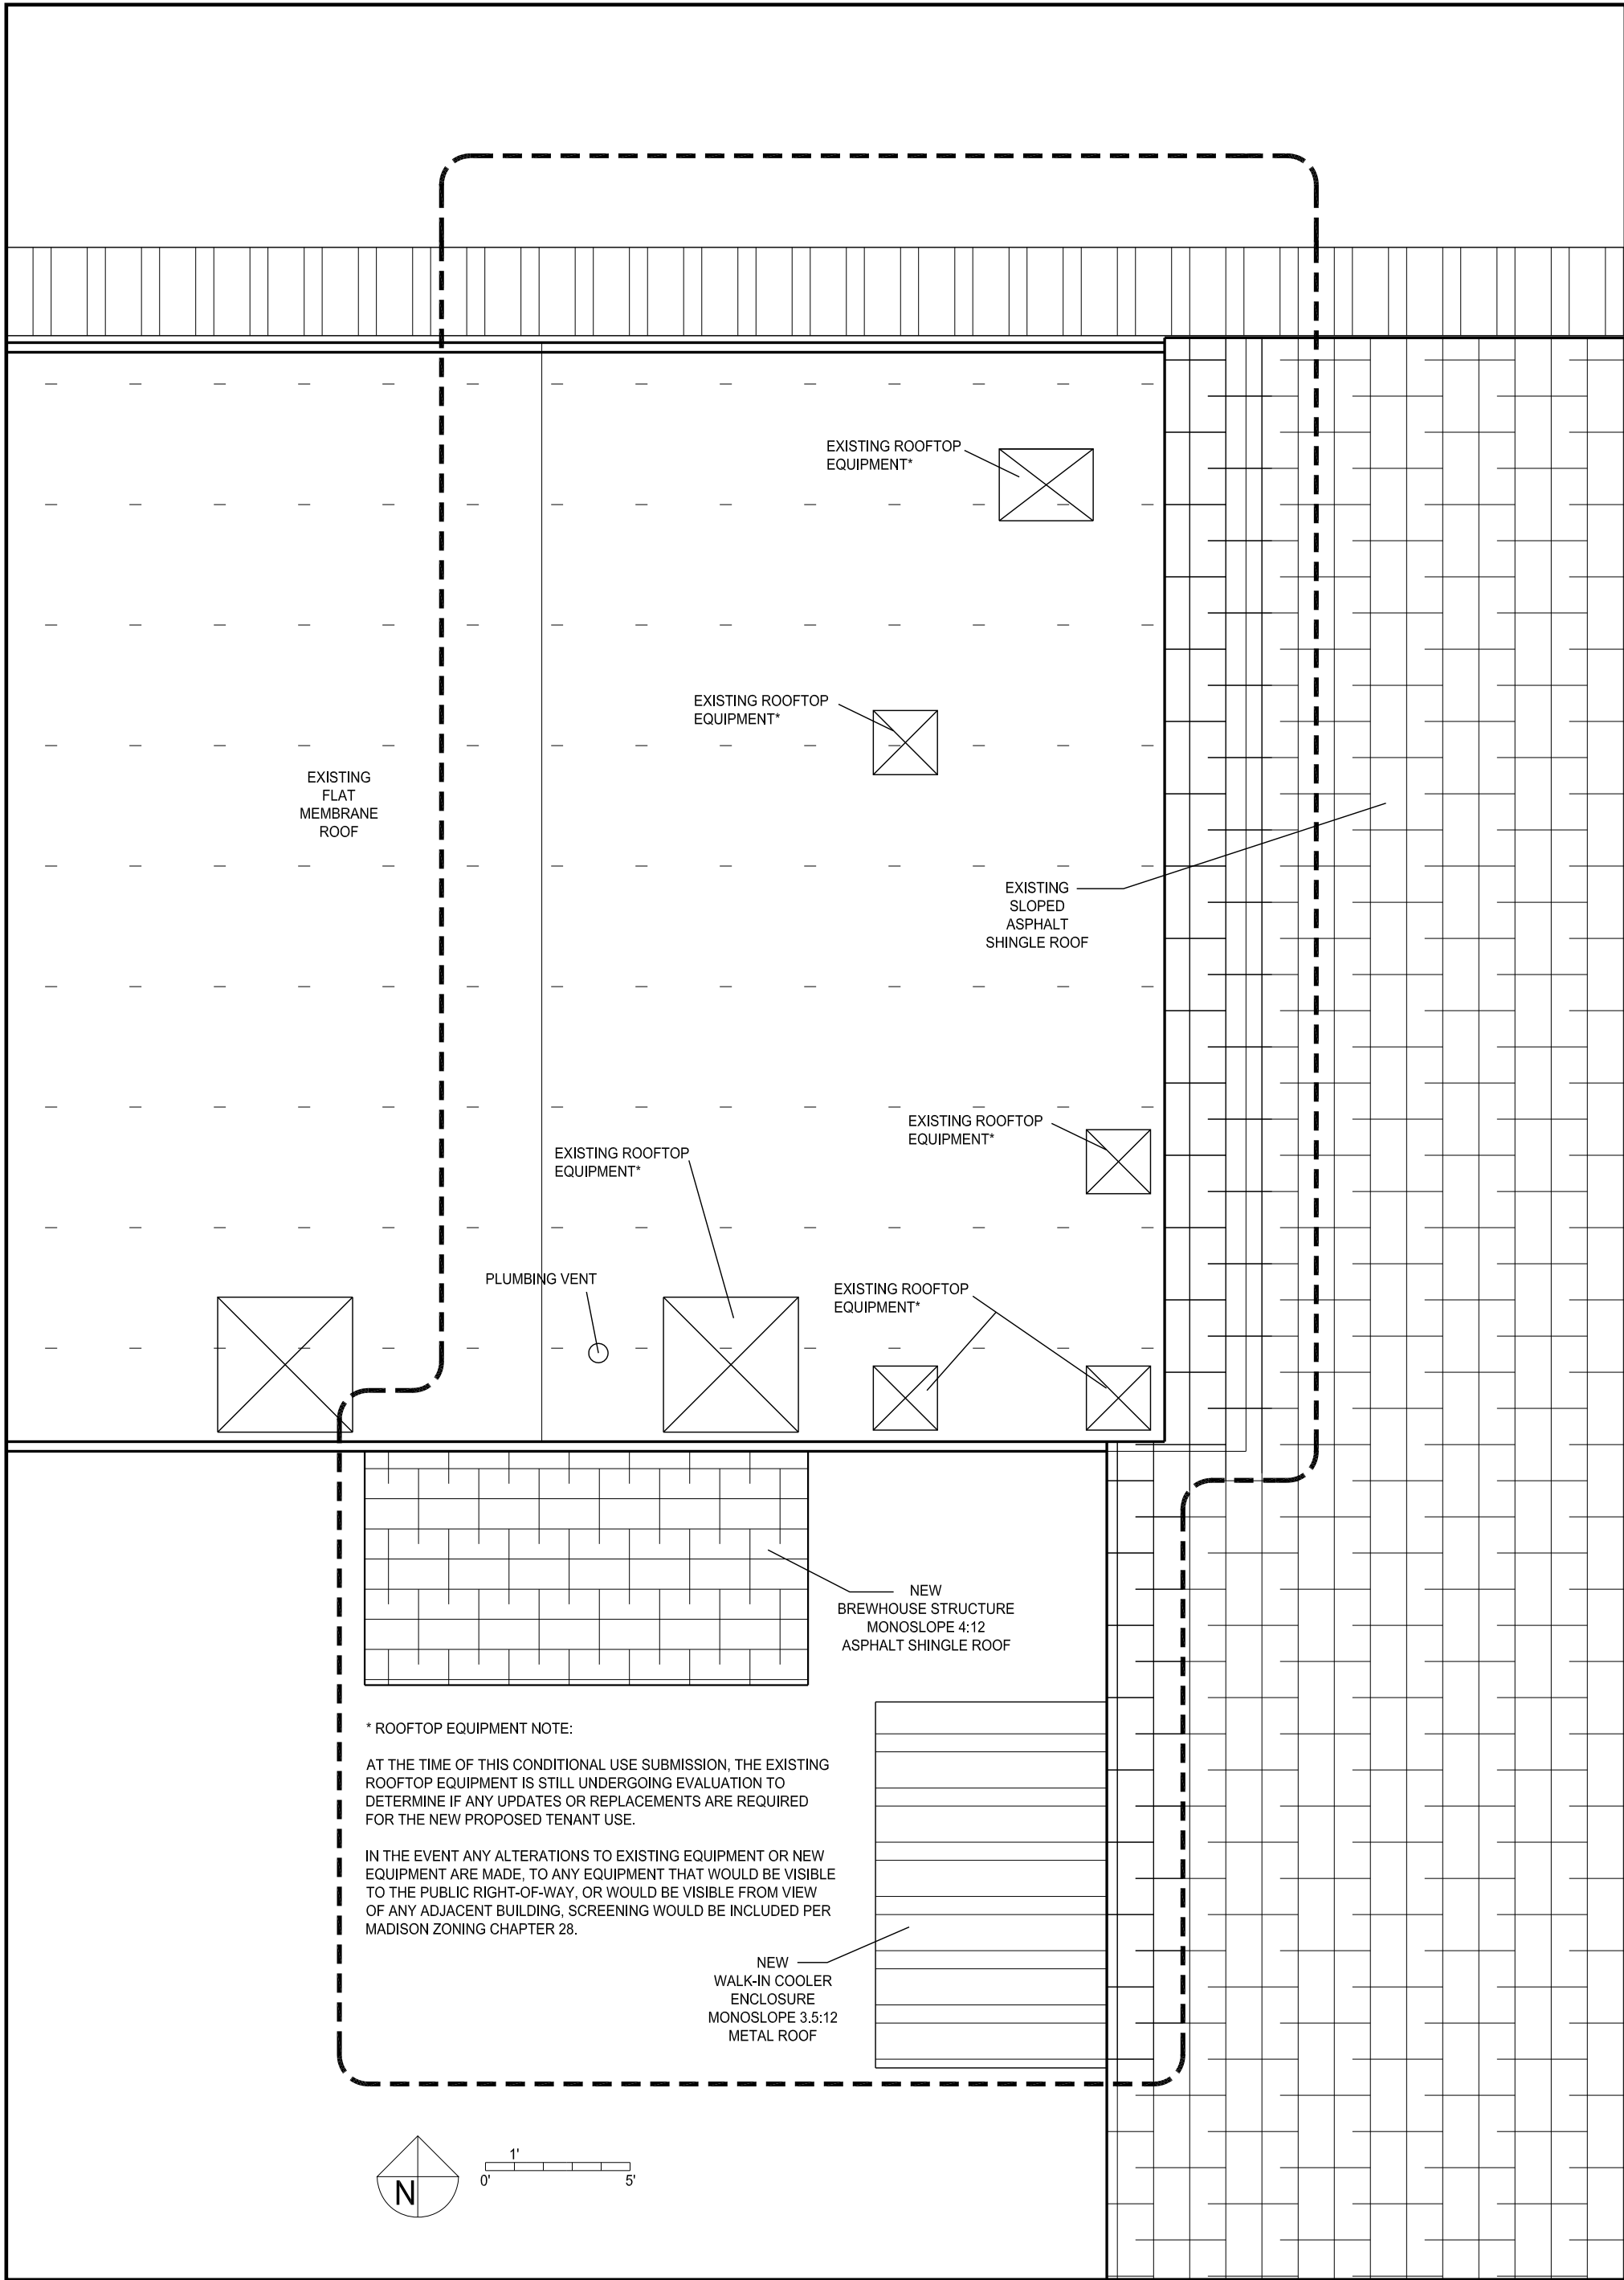 EXISTING ROOFTOP
EQUIPMENT*
EXISTING ROOFTOP
EQUIPMENT*
EXISTING
FLAT
MEMBRANE
ROOF
EXISTING
SLOPED
ASPHALT
SHINGLE ROOF
EXISTING ROOFTOP
EQUIPMENT*
EXISTING ROOFTOP
EQUIPMENT*
PLUMBING VENT
EXISTING ROOFTOP
EQUIPMENT*
NEW
BREWHOUSE STRUCTURE
MONOSLOPE 4:12
ASPHALT SHINGLE ROOF
* ROOFTOP EQUIPMENT NOTE:
AT THE TIME OF THIS CONDITIONAL USE SUBMISSION, THE EXISTING
ROOFTOP EQUIPMENT IS STILL UNDERGOING EVALUATION TO
DETERMINE IF ANY UPDATES OR REPLACEMENTS ARE REQUIRED
FOR THE NEW PROPOSED TENANT USE.
IN THE EVENT ANY ALTERATIONS TO EXISTING EQUIPMENT OR NEW
EQUIPMENT ARE MADE, TO ANY EQUIPMENT THAT WOULD BE VISIBLE
TO THE PUBLIC RIGHT-OF-WAY, OR WOULD BE VISIBLE FROM VIEW
OF ANY ADJACENT BUILDING, SCREENING WOULD BE INCLUDED PER
MADISON ZONING CHAPTER 28.
NEW
WALK-IN COOLER
ENCLOSURE
MONOSLOPE 3.5:12
METAL ROOF
N
1'
0'
5'